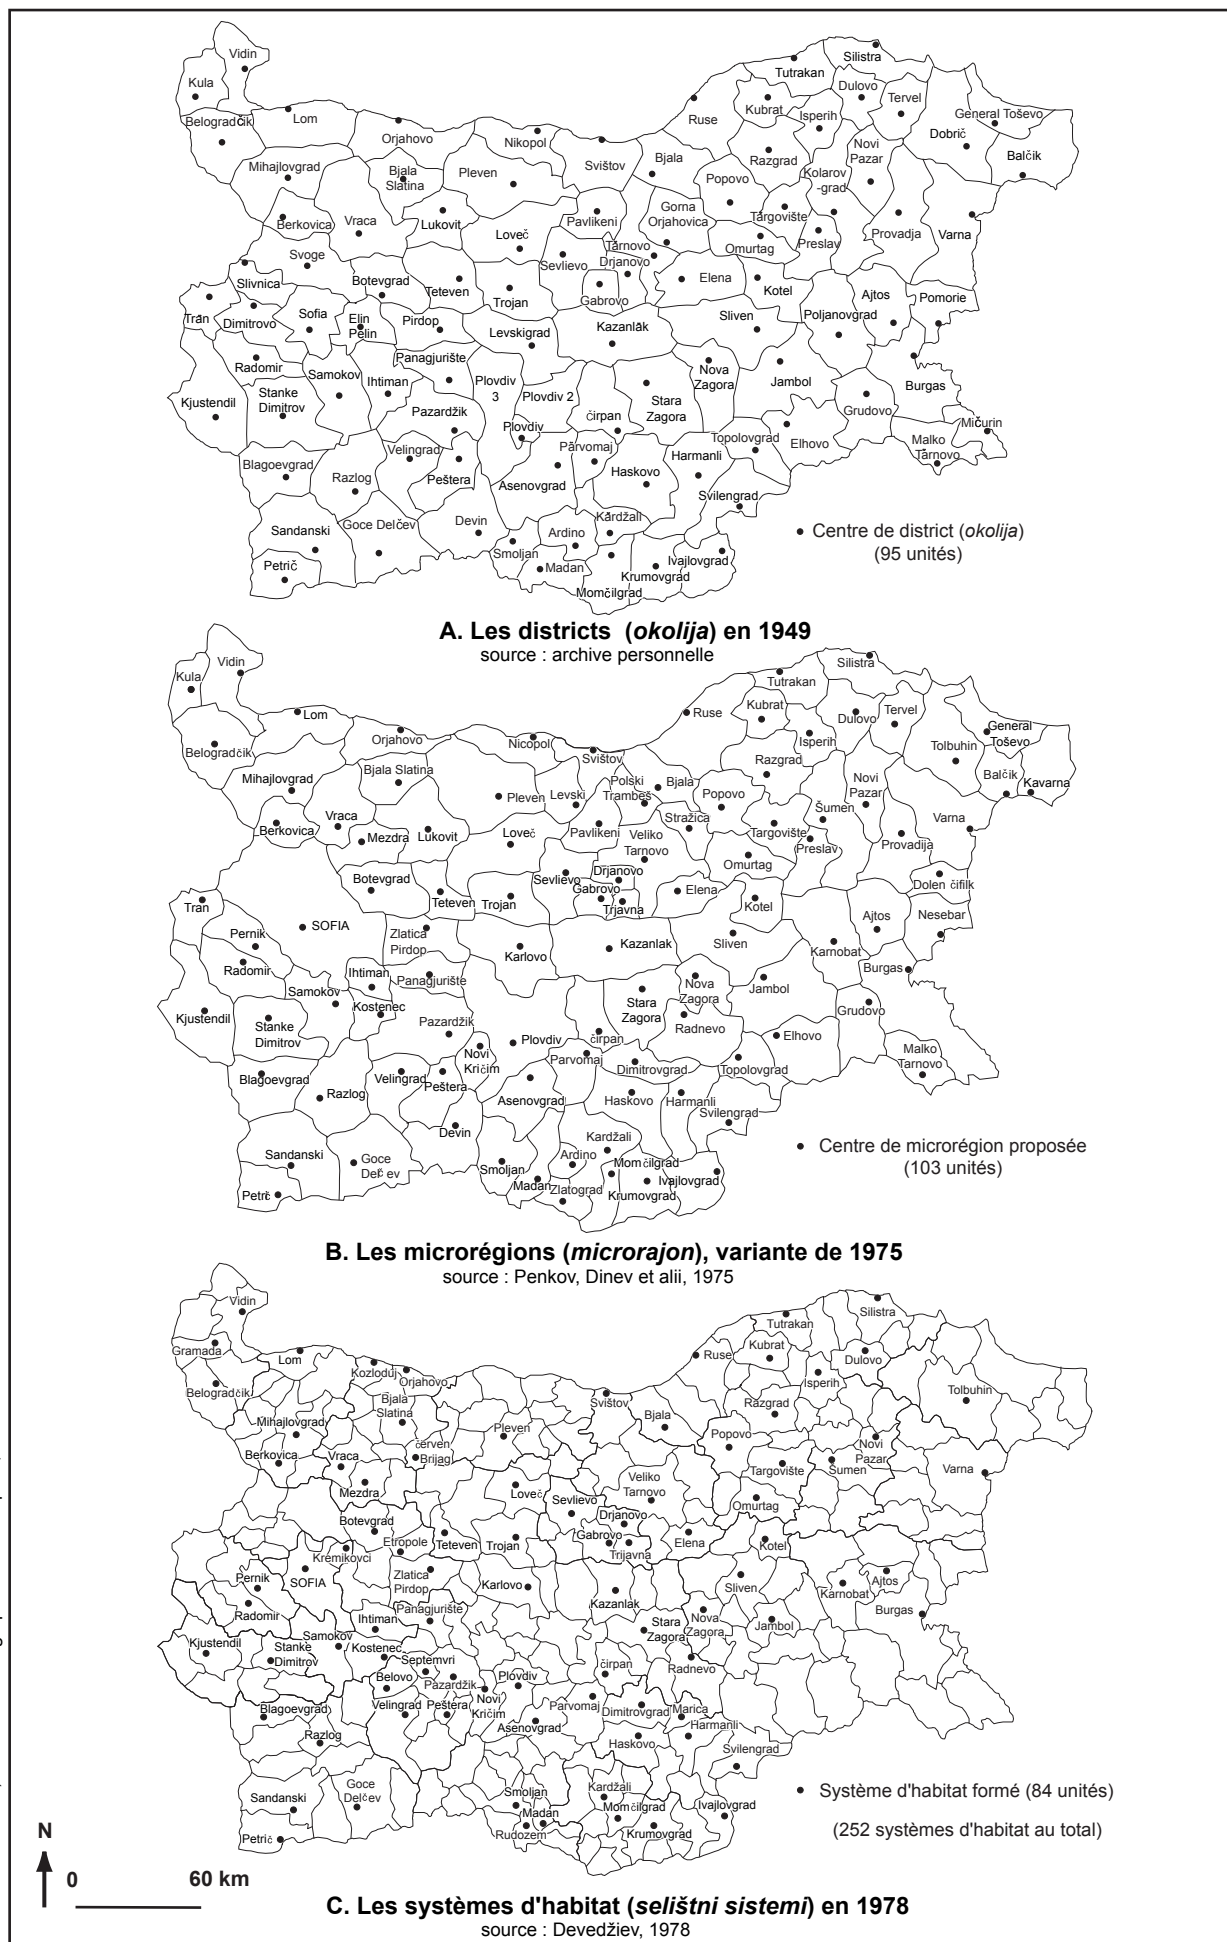 Vidin
Kula
Belogradčik
Lom
Orjahovo
Nikopol
Svištov
Ruse
Tutrakan
Silistra
Kubrat
Dulovo
Tervel
Isperih
General Toševo
Dobrič
Balčik
Mihajlovgrad
Bjala
Slatina
Pleven
Bjala
Razgrad
Novi
Pazar
Popovo
Kolarov
-grad
Berkovica
Vraca
Lukovit
Loveč
Pavlikeni
Gorna
Orjahovica
Tărgovište
Preslav
Provadja
Varna
Omurtag
Svoge
Slivnica
Botevgrad
Teteven
Trojan
Sevlievo
Tărnovo
Drjanovo
Gabrovo
Elena
Kotel
Ajtos
Pomorie
Trăn
Dimitrovo
Sofia
Elin
Pelin
Pirdop
Levskigrad
Kazanlăk
Sliven
Poljanovgrad
Radomir
Samokov
Ihtiman
Panagjurište
Plovdiv
3
Plovdiv 2
Nova
Zagora
Jambol
Burgas
Kjustendil
Stanke
Dimitrov
Pazardžik
Plovdiv
čirpan
Stara
Zagora
Grudovo
Mičurin
Malko
Tărnovo
Elhovo
Topolovgrad
Blagoevgrad
Razlog
Velingrad
Peštera
Asenovgrad
Părvomaj
Haskovo
Harmanli
Svilengrad
Sandanski
Goce Delčev
Devin
Smoljan
Ardino
Kărdžali
Petrič
Madan
Momčilgrad
Krumovgrad
Ivajlovgrad
Centre de district (okolija)
(95 unités)
A. Les districts (okolija) en 1949
source : archive personnelle
Vidin
Kula
Belogradčik
Lom
Orjahovo
Nicopol
Svištov
Ruse
Tutrakan
Silistra
Kubrat
Dulovo
Tervel
Isperih
General
Toševo
Tolbuhin
Balčik
Kavarna
Mihajlovgrad
Bjala Slatina
Pleven
Levski
Polski
Trambeš
Bjala
Razgrad
Popovo
Novi
Pazar
Šumen
Varna
Berkovica
Vraca
Mezdra
Lukovit
Loveč
Pavlikeni
Veliko
Tarnovo
Stražica
Targovište
Preslav
Provadija
Omurtag
Botevgrad
Teteven
Trojan
Sevlievo
Drjanovo
Gabrovo
Trjavna
Elena
Kotel
Dolen čifilk
Ajtos
Nesebar
Tran
Pernik
SOFIA
Zlatica
Pirdop
Karlovo
Kazanlak
Sliven
Karnobat
Burgas
Radomir
Samokov
Ihtiman
Panagjurište
Kostenec
Kjustendil
Stanke
Dimitrov
Pazardžik
Novi
Kričim
Plovdiv
čirpan
Stara
Zagora
Nova
Zagora
Radnevo
Jambol
Grudovo
Elhovo
Malko
Tarnovo
Blagoevgrad
Razlog
Velingrad
Peštera
Asenovgrad
Parvomaj
Dimitrovgrad
Topolovgrad
Haskovo
Harmanli
Svilengrad
Devin
Sandanski
Goce
Delčev
Petrč
Smoljan
Madan
Ardino
Kardžali
Zlatograd
Momčilgrad
Krumovgrad
Ivajlovgrad
Centre de microrégion proposée
(103 unités)
B. Les microrégions (microrajon), variante de 1975
source : Penkov, Dinev et alii, 1975
Vidin
Gramada
Belogradčik
Lom
Kozloduj
Orjahovo
Svištov
Ruse
Tutrakan
Silistra
Kubrat
Dulovo
Isperih
Tolbuhin
Mihajlovgrad
Bjala
Slatina
Pleven
Bjala
Razgrad
Popovo
Novi
Pazar
Šumen
Varna
Berkovica
Vraca
červen
Brijag
Mezdra
Loveč
Sevlievo
Veliko
Tarnovo
Targovište
Omurtag
Botevgrad
Etropole
Teteven
Trojan
Drjanovo
Gabrovo
Trijavna
Elena
Kotel
Kremikovci
SOFIA
Pernik
Radomir
Zlatica
Pirdop
Karlovo
Kazanlak
Sliven
Karnobat
Ajtos
Burgas
Ihtiman
Panagjurište
Stara
Zagora
Nova
Zagora
Jambol
Kjustendil
Stanke
Dimitrov
Samokov
Kostenec
Septemvri
Belovo
Pazardžik
Plovdiv
čirpan
Radnevo
Blagoevgrad
Razlog
Velingrad
Peštera
Novi
Kričim
Asenovgrad
Parvomaj
Dimitrovgrad
Marica
Harmanli
Haskovo
Svilengrad
Sandanski
Goce
Delčev
Petrič
Smoljan
Madan
Rudozem
Kardžali
Momčilgrad
Krumovgrad
Ivajlovgrad
Système d'habitat formé (84 unités)
(252 systèmes d'habitat au total)
N
0 60 km
C. Les systèmes d'habitat (selištni sistemi) en 1978
source : Devedžiev, 1978